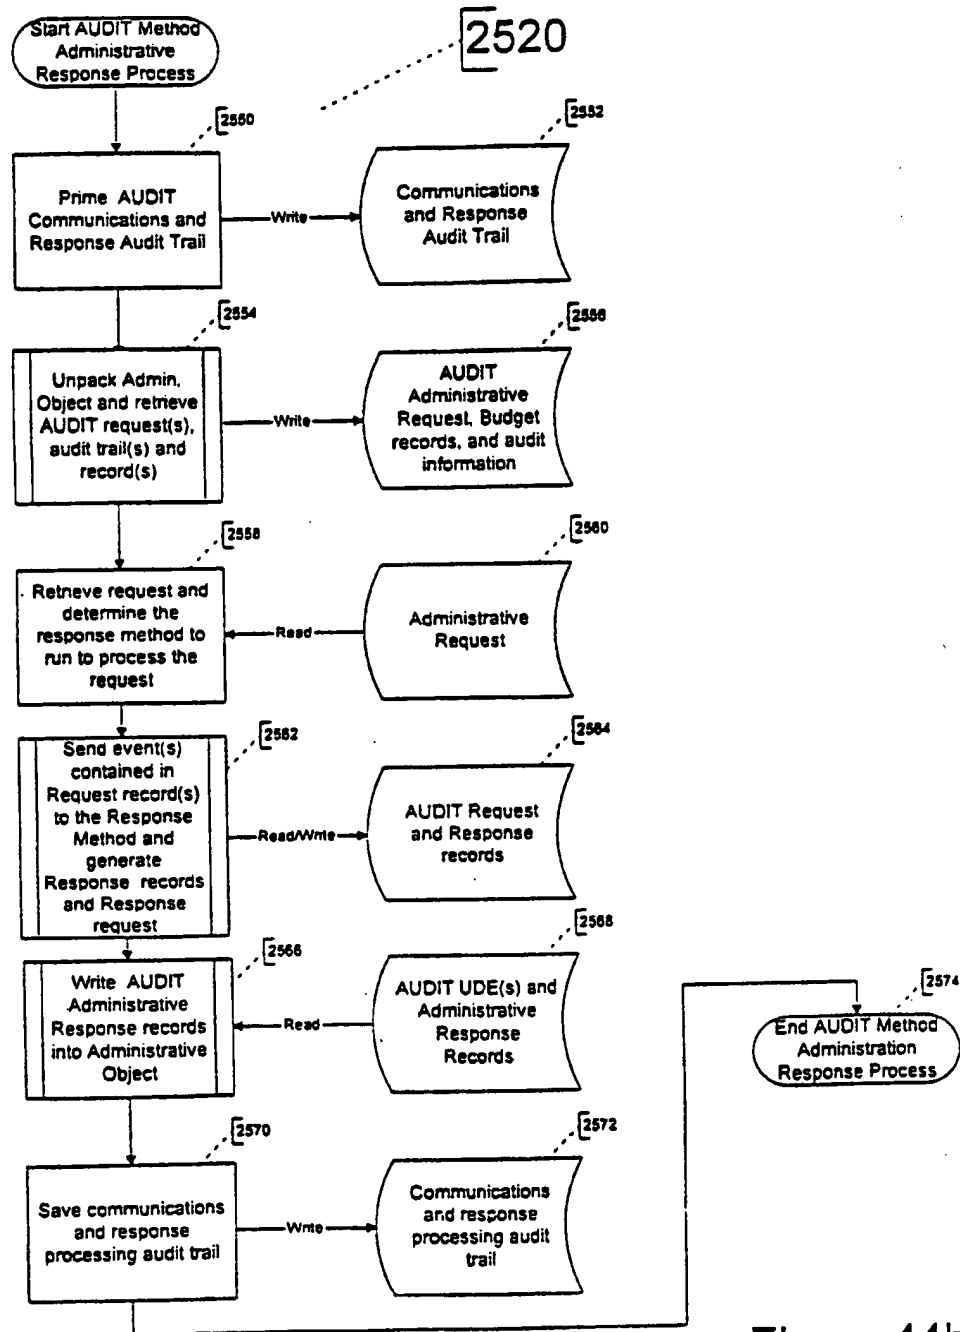 Start AUDIT Method
Administrative
Response Process
2520
2550
Prime AUDIT
Communications and
Response Audit Trail
Write
2552
Communications
and Response
Audit Trail
2554
Unpack Admin.
Object and retrieve
AUDIT request(s),
audit trail(s) and
record(s)
Write
2556
AUDIT
Administrative
Request, Budget
records, and audit
information
2558
Retrieve request and
determine the
response method to
run to process the
request
Read
2560
Administrative
Request
2562
Send event(s)
contained in
Request record(s)
to the Response
Method and
generate
Response records
and Response
request
Read/Write
2564
AUDIT Request
and Response
records
2566
Write AUDIT
Administrative
Response records
into Administrative
Object
Read
2568
AUDIT UDE(s) and
Administrative
Response
Records
2570
Save communications
and response
processing audit trail
Write
2572
Communications
and response
processing audit
trail
2574
End AUDIT Method
Administration
Response Process